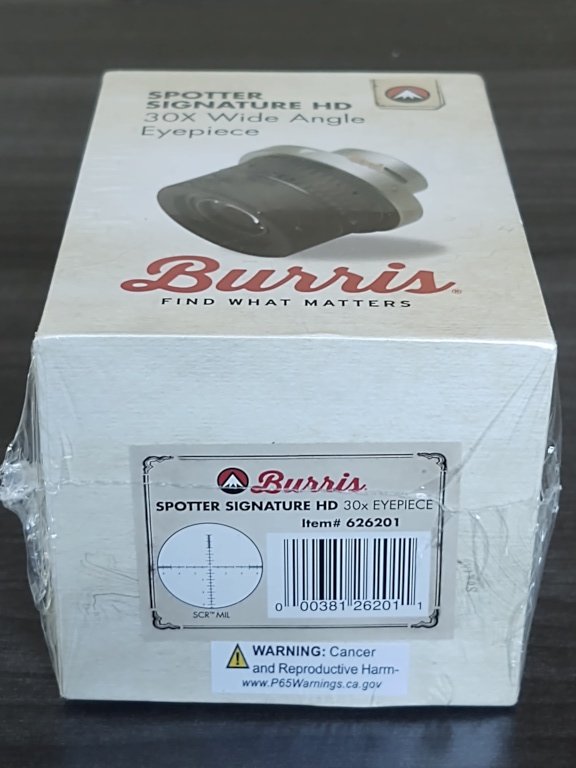 SPOTTER
SIGNATURE HD
30X Wide Angle
Eyepiece
Burris®
FIND WHAT MATTERS
Burris
SPOTTER SIGNATURE HD 30x EYEPIECE
Item# 626201
SCR™ MIL
0 00381 26201 1
WARNING: Cancer
and Reproductive Harm-
www.P65Warnings.ca.gov